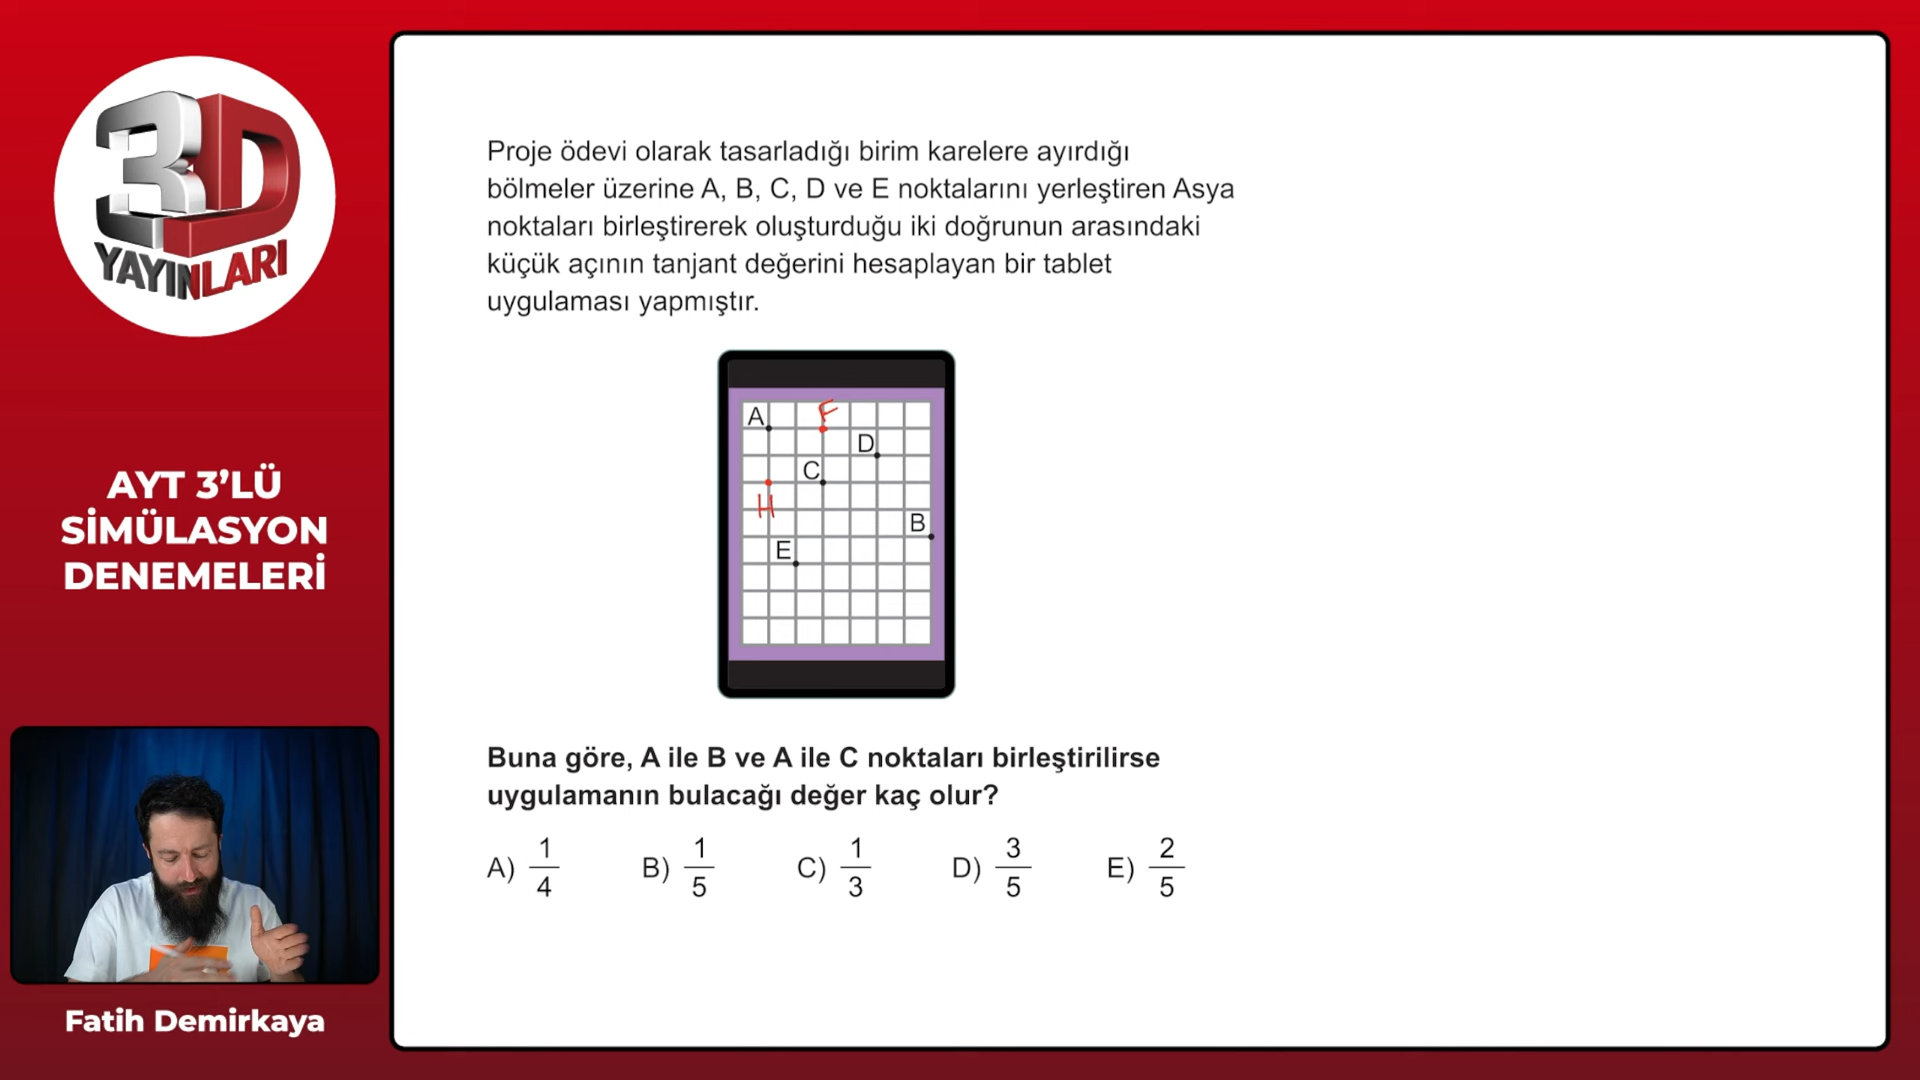 3D
YAYINLARI
AYT 3'LÜ
SİMÜLASYON
DENEMELERİ
Fatih Demirkaya
Proje ödevi olarak tasarladığı birim karelere ayırdığı
bölmeler üzerine A, B, C, D ve E noktalarını yerleştiren Asya
noktaları birleştirerek oluşturduğu iki doğrunun arasındaki
küçük açının tanjant değerini hesaplayan bir tablet
uygulaması yapmıştır.
A
F
D
C
H
B
E
Buna göre, A ile B ve A ile C noktaları birleştirilirse
uygulamanın bulacağı değer kaç olur?
A) 1/4 B) 1/5 C) 1/3 D) 3/5 E) 2/5